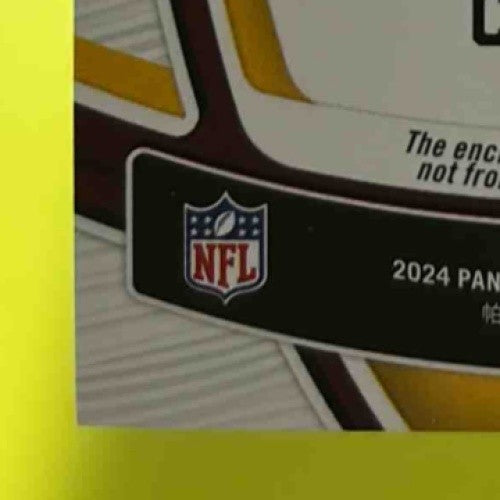 The enc
not fro
NFL
2024 PAN
帕